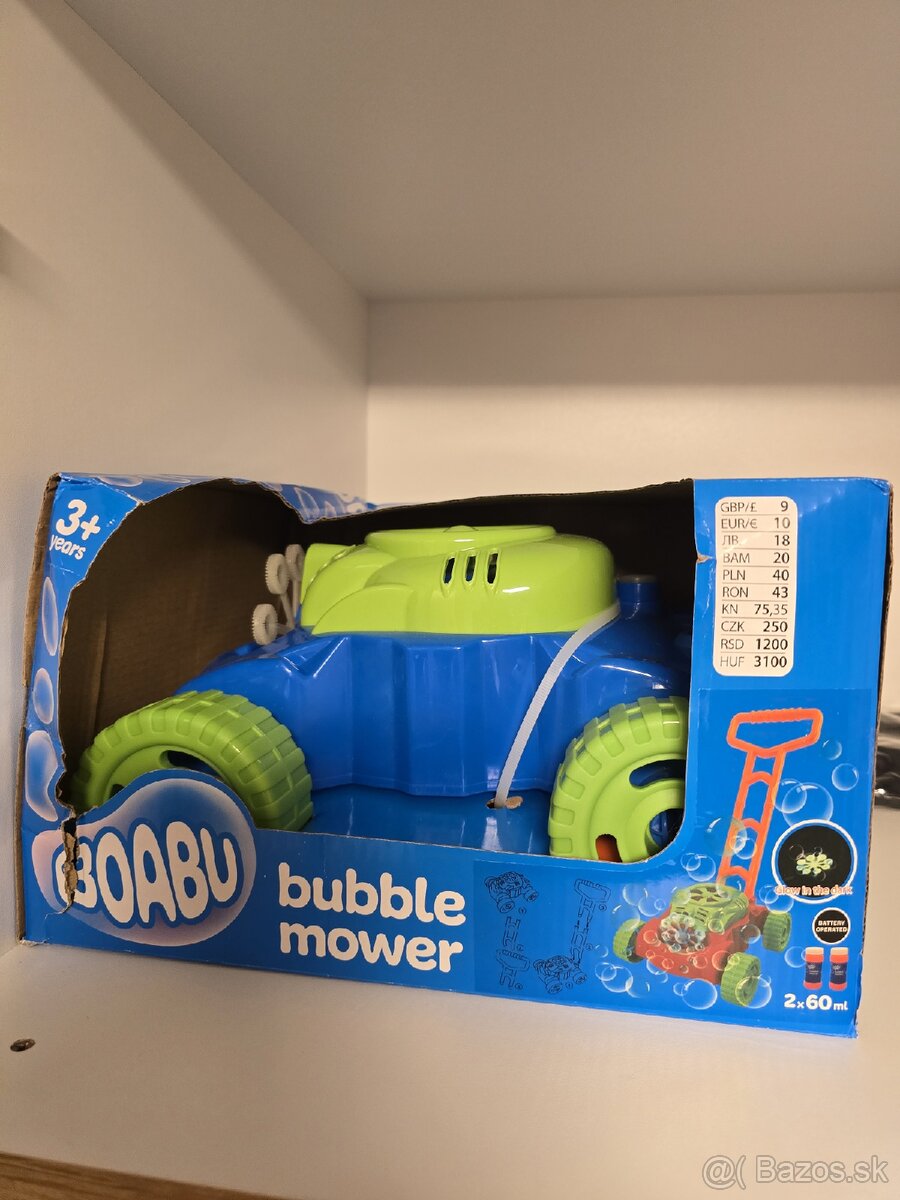 3+
years
GBP/£ 9
EUR/€ 10
ЛВ. 18
BAM 20
PLN 40
RON 43
KN 75,35
CZK 250
RSD 1200
HUF 3100
BOABU
bubble
mower
Glow in the dark
BATTERY
OPERATED
2x60ml
@( Bazos.sk